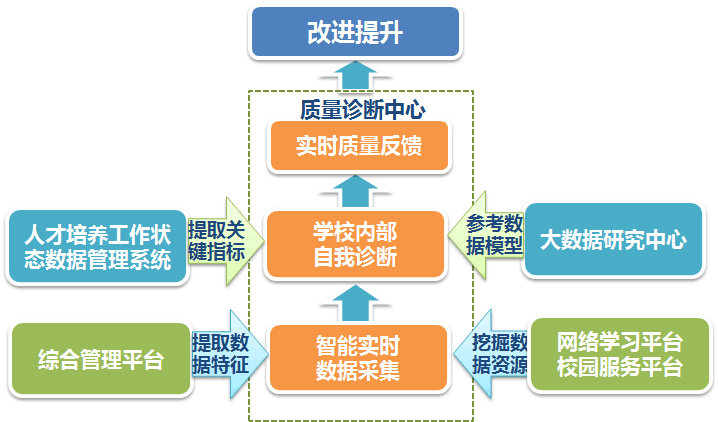 改进提升
质量诊断中心
实时质量反馈
人才培养工作状
态数据管理系统
提取关
键指标
学校内部
自我诊断
参考数
据模型
大数据研究中心
综合管理平台
提取数
据特征
智能实时
数据采集
挖掘数
据资源
网络学习平台
校园服务平台